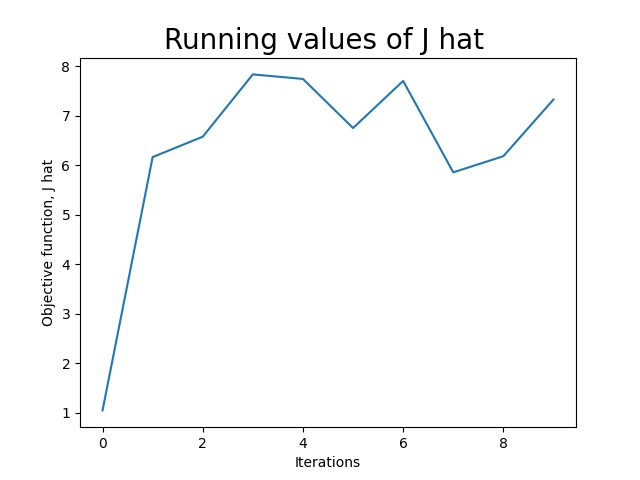 Running values of J hat
8
7
6
5
4
3
2
1
Objective function, J hat
0 2 4 6 8
Iterations